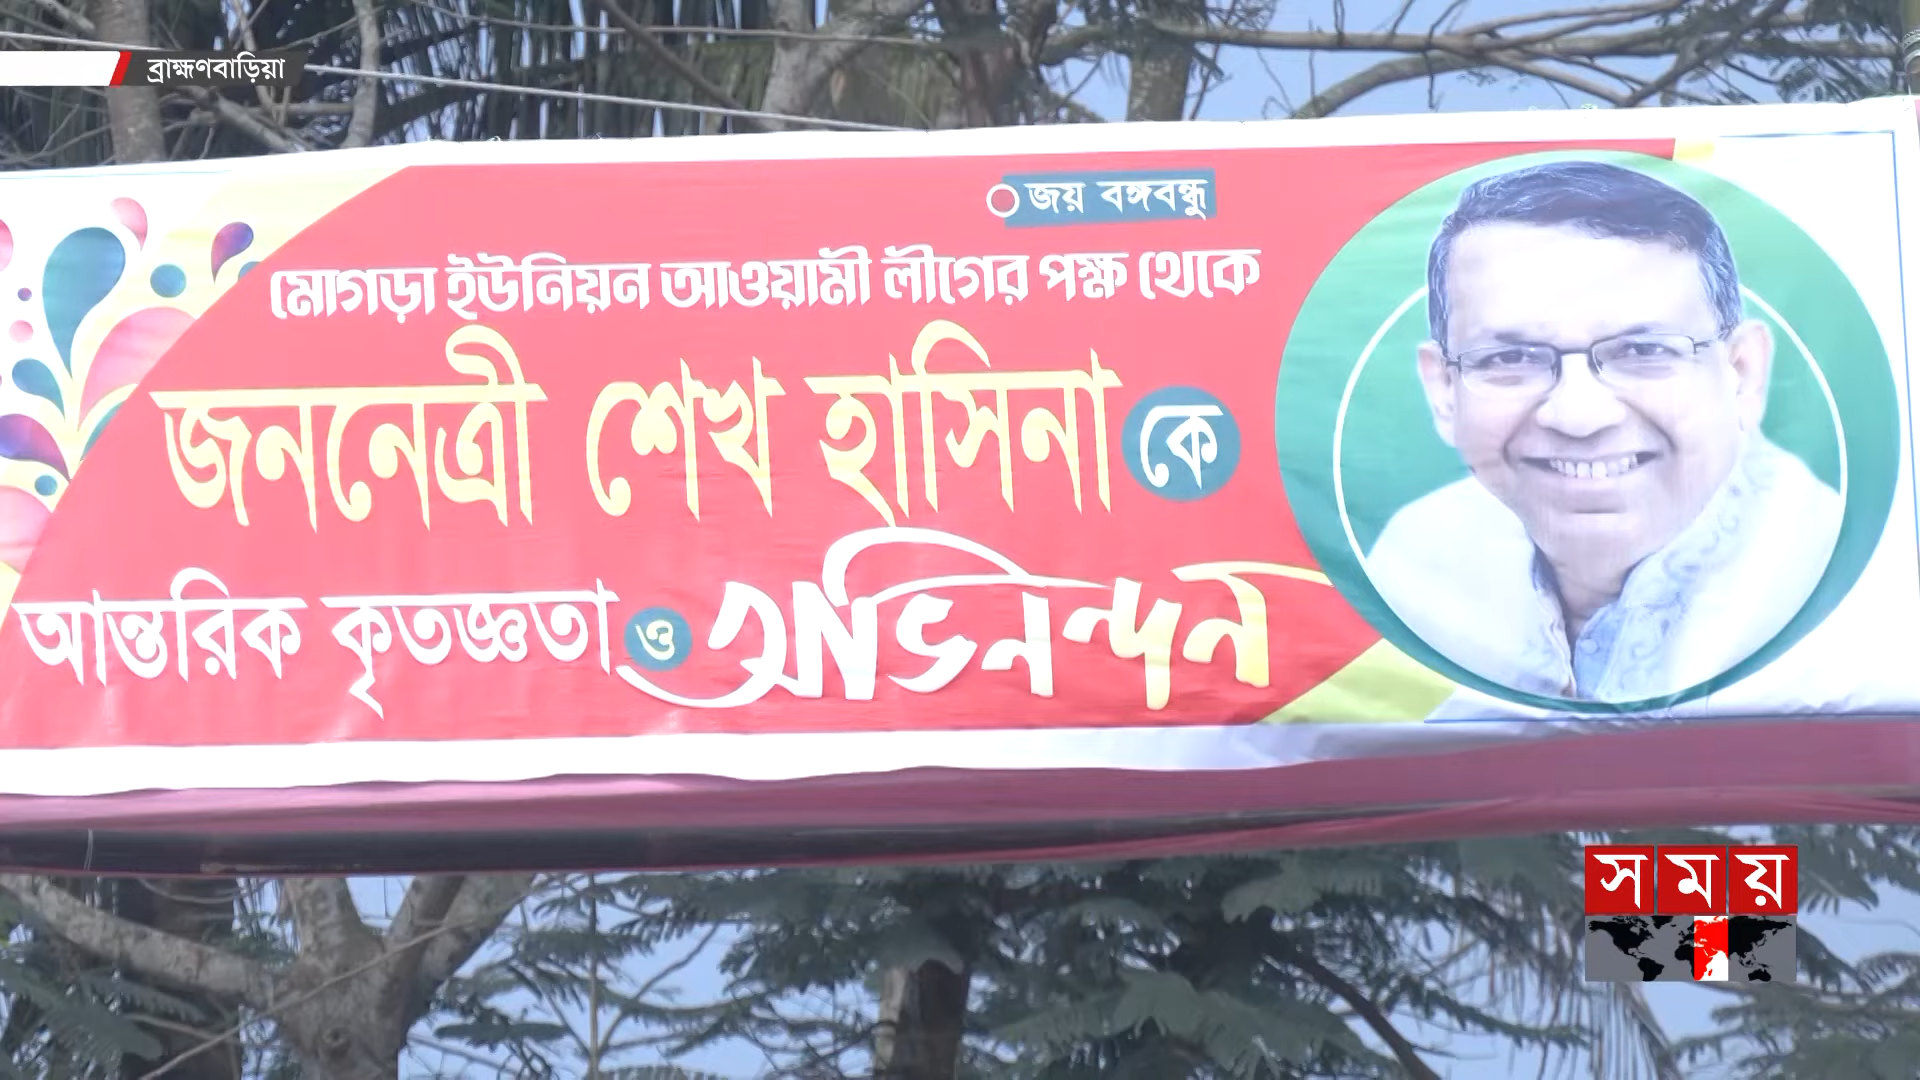 ব্রাহ্মণবাড়িয়া
জয় বঙ্গবন্ধু
মোগড়া ইউনিয়ন আওয়ামী লীগের পক্ষ থেকে
জননেত্রী শেখ হাসিনা কে
আন্তরিক কৃতজ্ঞতা ও অভিনন্দন
সময়